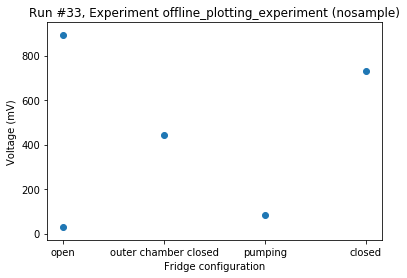 Run #33, Experiment offline_plotting_experiment (nosample)
800
600
400
200
0
Voltage (mV)
open outer chamber closed pumping closed
Fridge configuration